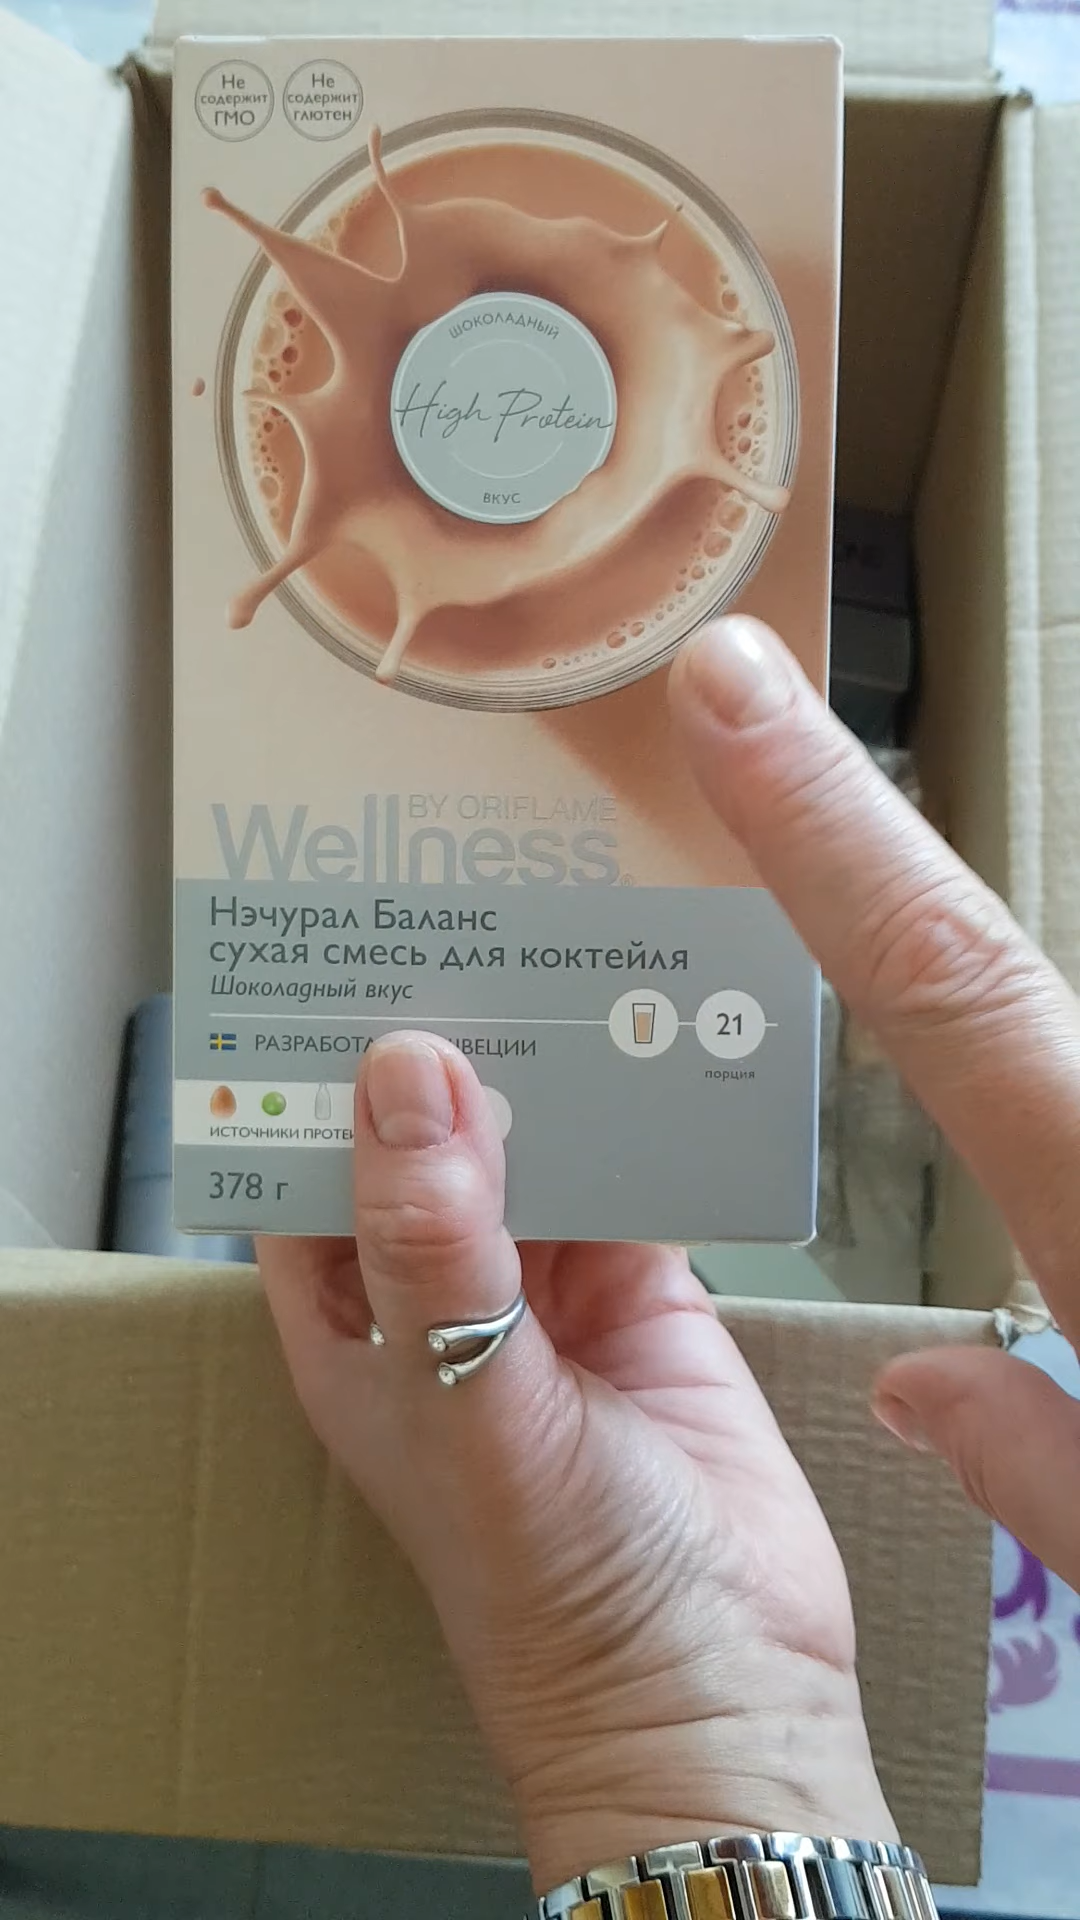 Не
содержит
ГМО
Не
содержит
глютен
ШОКОЛАДНЫЙ
High Protein
ВКУС
BY ORIFLAME
Wellness®
Нэчурал Баланс
сухая смесь для коктейля
Шоколадный вкус
21
порция
ИСТОЧНИКИ
378 г